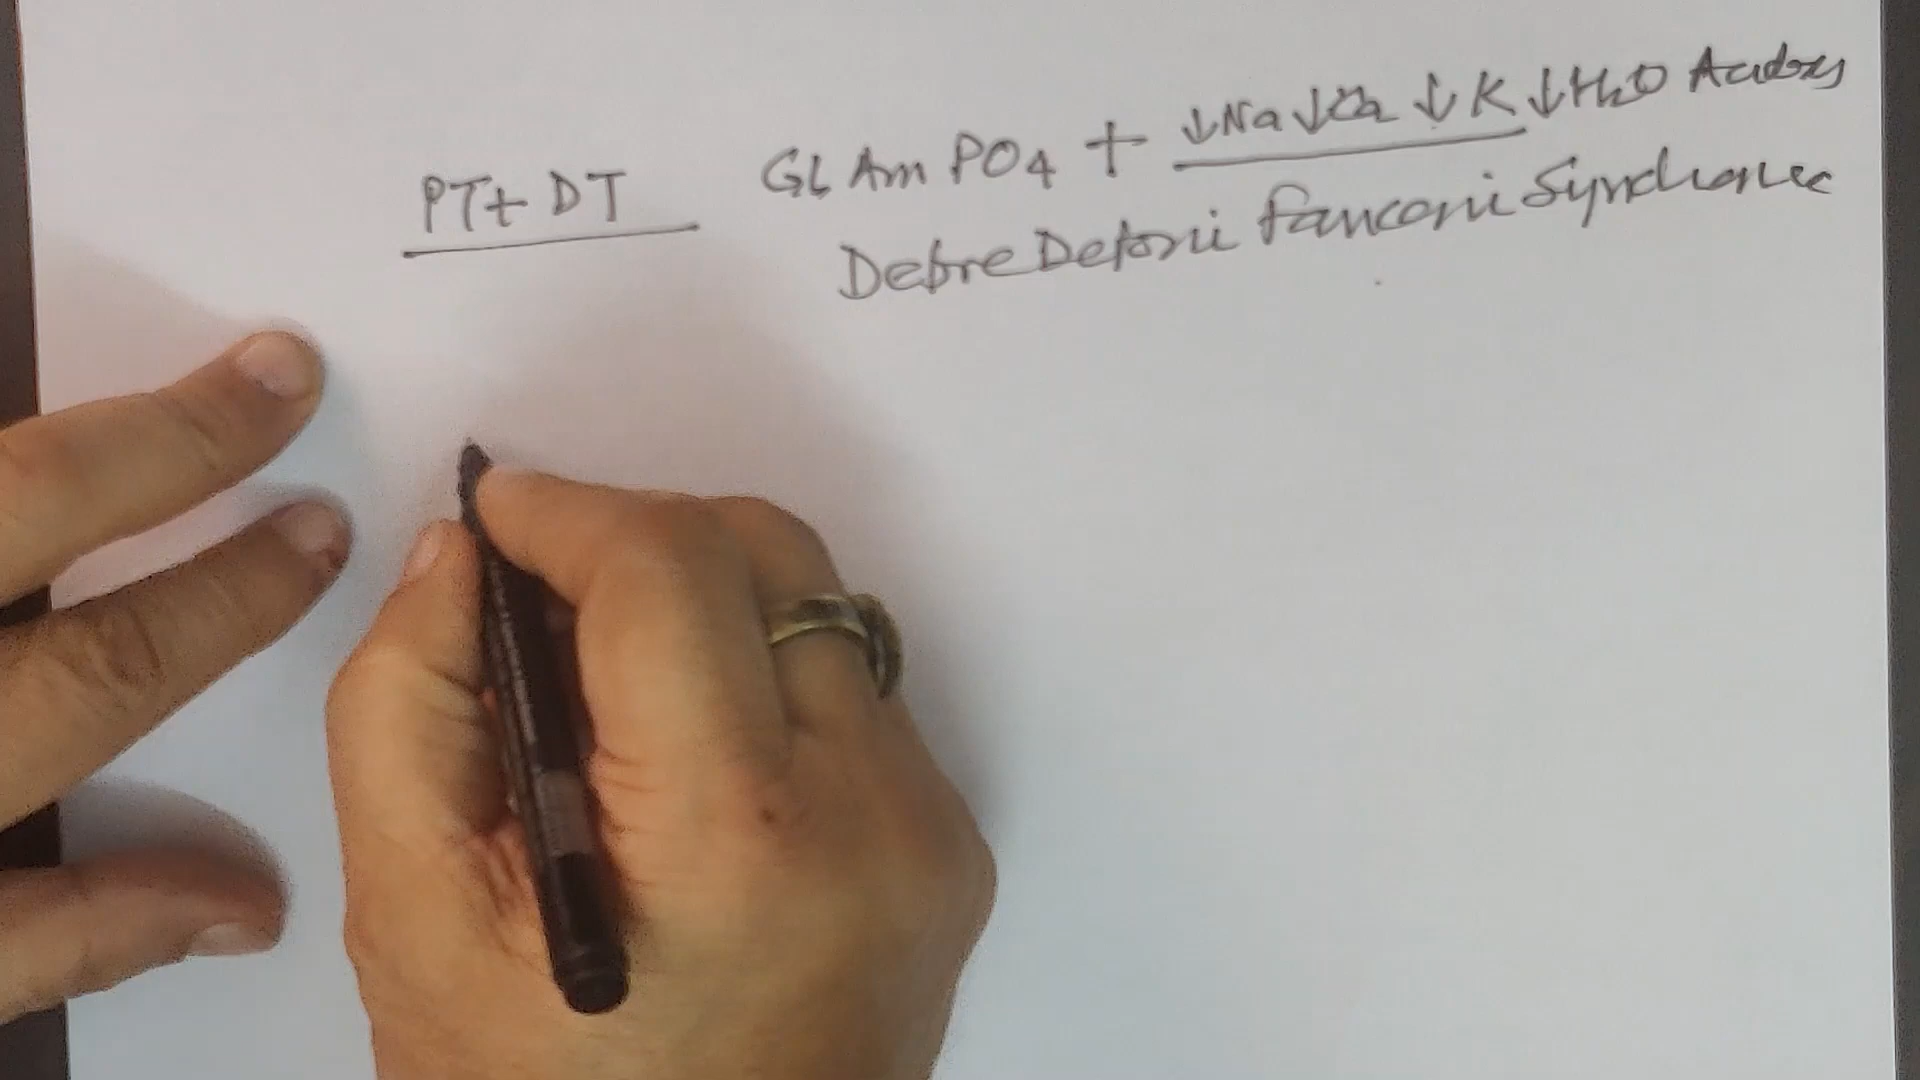 PT+ DT
GL Am PO4 + ↓Na ↓Ca ↓K ↓H2O Acidosis
Debre Detoni Fanconi Syndrome